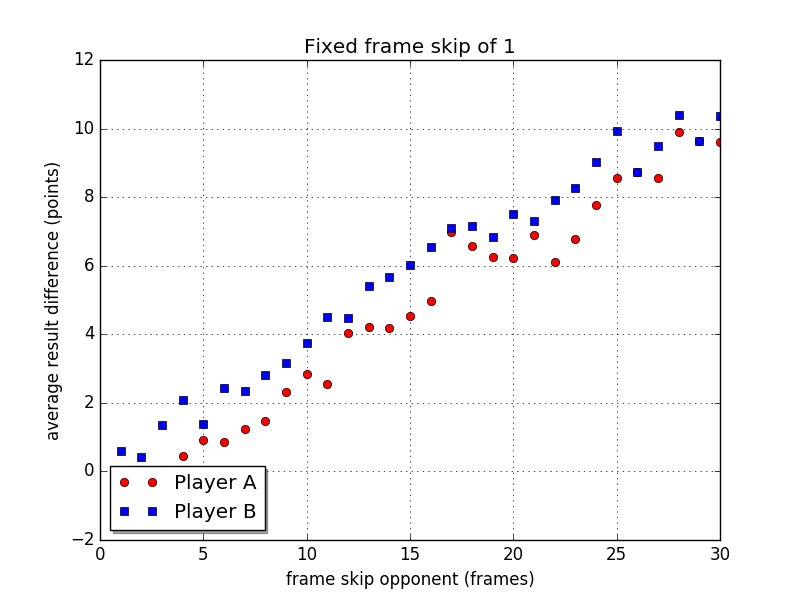 Fixed frame skip of 1
12
10
8
6
4
2
0
−2
average result difference (points)
Player A
Player B
0 5 10 15 20 25 30
frame skip opponent (frames)